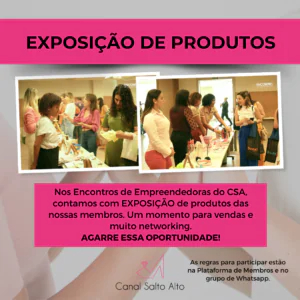 EXPOSIÇÃO DE PRODUTOS
Nos Encontros de Empreendedoras do CSA,
contamos com EXPOSIÇÃO de produtos das
nossas membros. Um momento para vendas e
muito networking.
AGARRE ESSA OPORTUNIDADE!
As regras para participar estão
na Plataforma de Membros e no
grupo de Whatsapp.
Canal Salto Alto